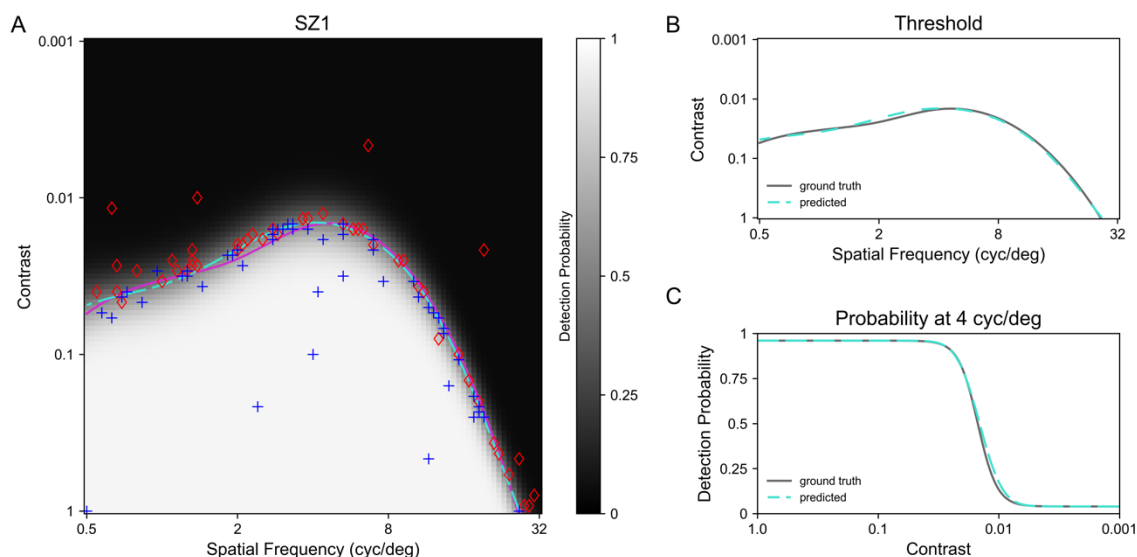 A
SZ1
0.001
0.01
0.1
1
Contrast
0.5
2
8
32
Spatial Frequency (cyc/deg)
1
0.75
0.5
0.25
0
Detection Probability
B
Threshold
0.001
0.01
0.1
1
Contrast
ground truth
predicted
0.5
2
8
32
Spatial Frequency (cyc/deg)
C
Probability at 4 cyc/deg
1
0.75
0.5
0.25
0
Detection Probability
ground truth
predicted
1.0
0.1
0.01
0.001
Contrast